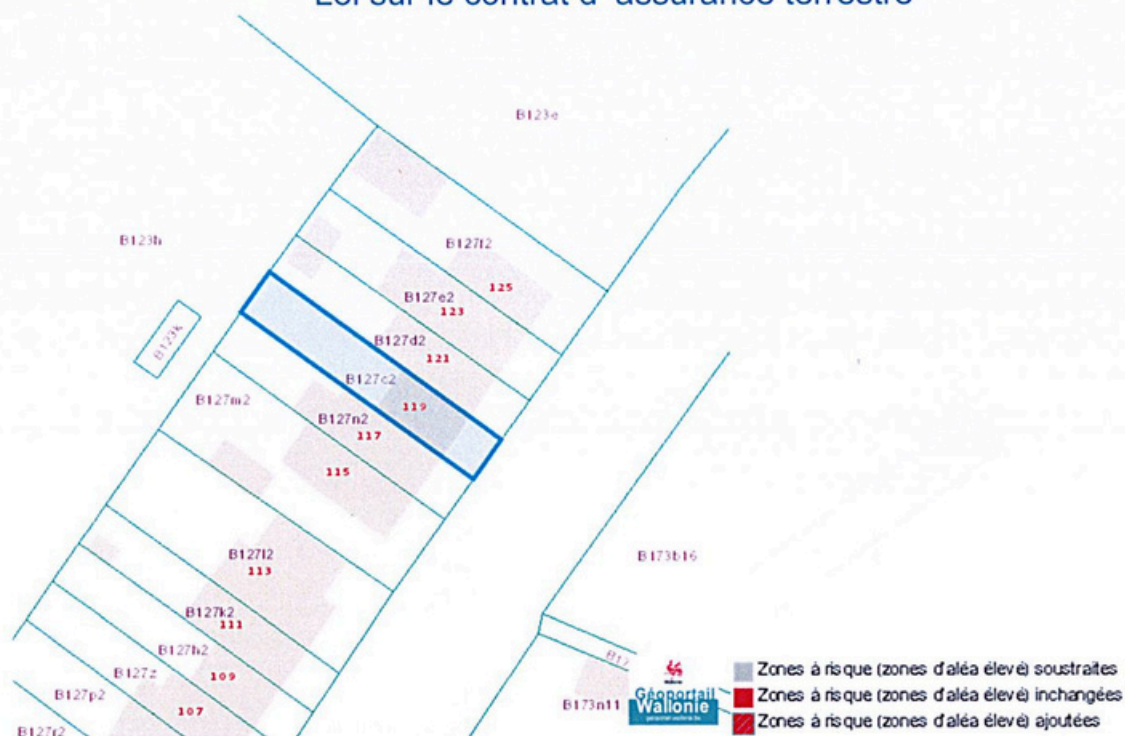 Loi sur le contrat d' assurance terrestre
B123e
B123h
B127f2
125
B127e2
123
B127d2
121
B123k
B127c2
119
B127m2
B127n2
117
115
B127l2
113
B173b16
B127k2
111
B127h2
109
B127z
B127p2
107
B173n11
Géoportail
Wallonie
Zones à risque (zones d'aléa élevé) soustraites
Zones à risque (zones d'aléa élevé) inchangées
Zones à risque (zones d'aléa élevé) ajoutées